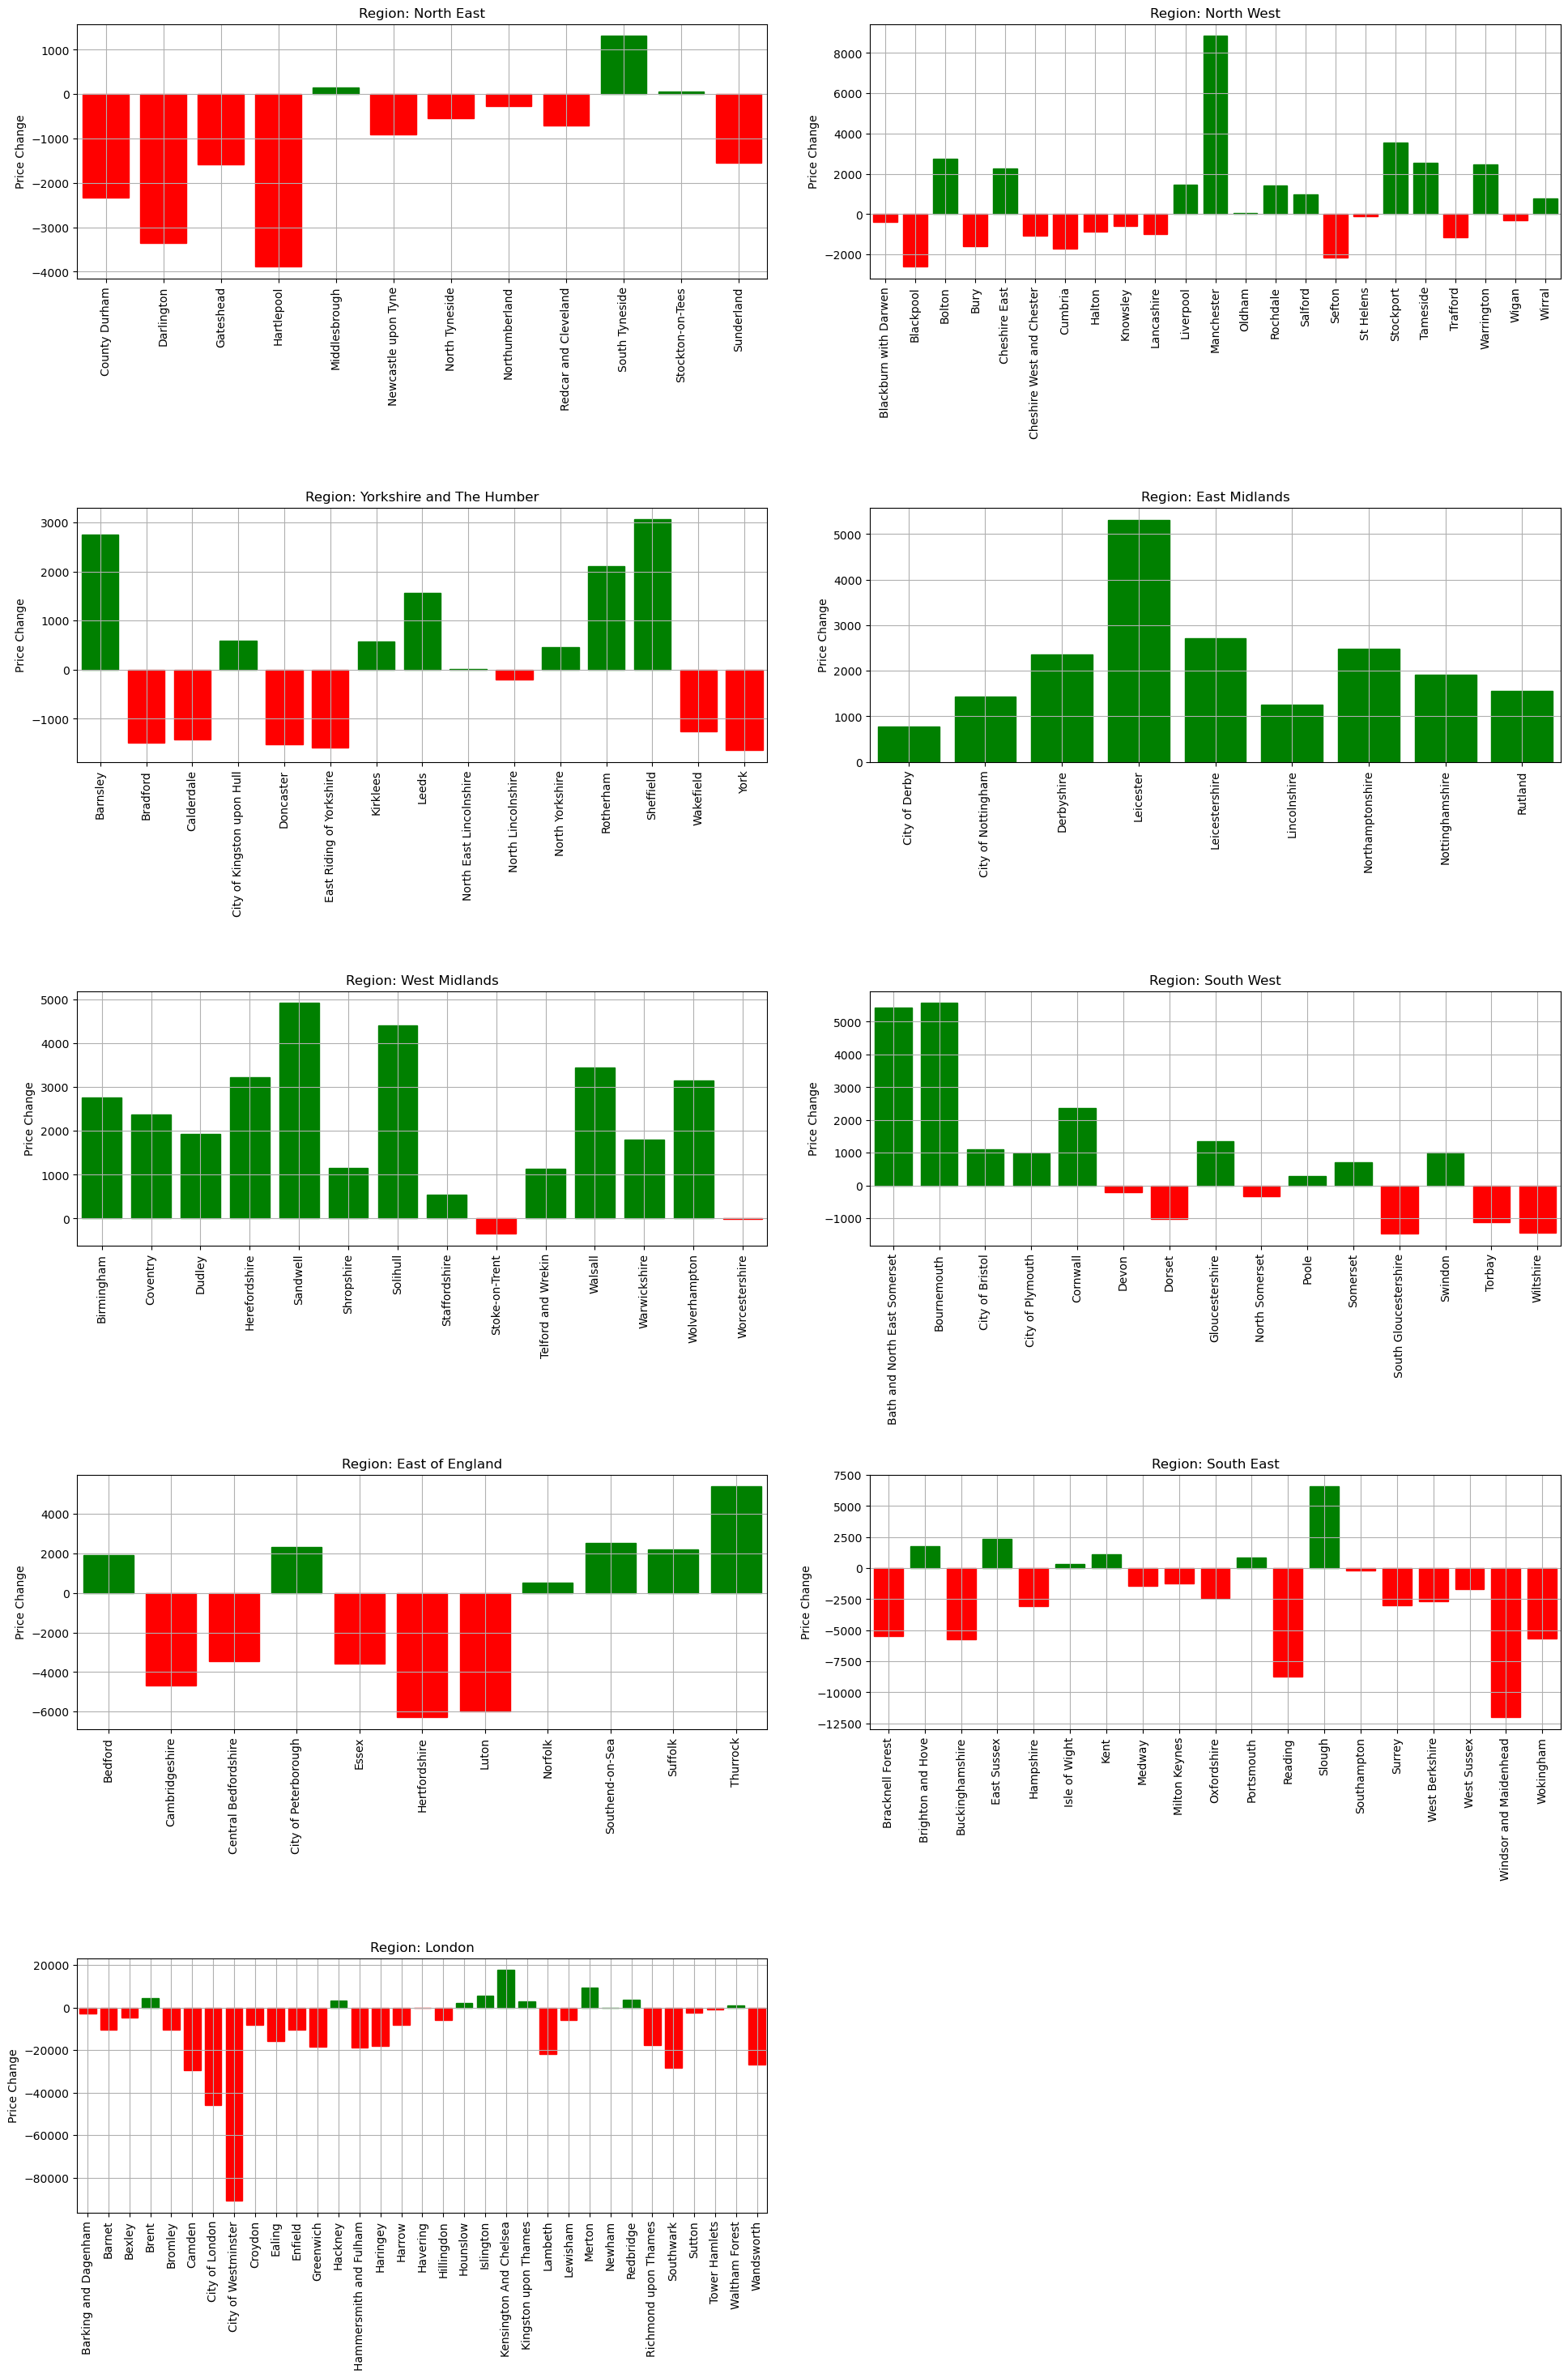 Region: North East
Price Change
1000
0
−1000
−2000
−3000
−4000
County Durham
Darlington
Gateshead
Hartlepool
Middlesbrough
Newcastle upon Tyne
North Tyneside
Northumberland
Redcar and Cleveland
South Tyneside
Stockton-on-Tees
Sunderland
Region: North West
Price Change
8000
6000
4000
2000
0
−2000
Blackburn with Darwen
Blackpool
Bolton
Bury
Cheshire East
Cheshire West and Chester
Cumbria
Halton
Knowsley
Lancashire
Liverpool
Manchester
Oldham
Rochdale
Salford
Sefton
St Helens
Stockport
Tameside
Trafford
Warrington
Wigan
Wirral
Region: Yorkshire and The Humber
Price Change
3000
2000
1000
0
−1000
Barnsley
Bradford
Calderdale
City of Kingston upon Hull
Doncaster
East Riding of Yorkshire
Kirklees
Leeds
North East Lincolnshire
North Lincolnshire
North Yorkshire
Rotherham
Sheffield
Wakefield
York
Region: East Midlands
Price Change
5000
4000
3000
2000
1000
0
City of Derby
City of Nottingham
Derbyshire
Leicester
Leicestershire
Lincolnshire
Northamptonshire
Nottinghamshire
Rutland
Region: West Midlands
Price Change
5000
4000
3000
2000
1000
0
Birmingham
Coventry
Dudley
Herefordshire
Sandwell
Shropshire
Solihull
Staffordshire
Stoke-on-Trent
Telford and Wrekin
Walsall
Warwickshire
Wolverhampton
Worcestershire
Region: South West
Price Change
5000
4000
3000
2000
1000
0
−1000
Bath and North East Somerset
Bournemouth
City of Bristol
City of Plymouth
Cornwall
Devon
Dorset
Gloucestershire
North Somerset
Poole
Somerset
South Gloucestershire
Swindon
Torbay
Wiltshire
Region: East of England
Price Change
4000
2000
0
−2000
−4000
−6000
Bedford
Cambridgeshire
Central Bedfordshire
City of Peterborough
Essex
Hertfordshire
Luton
Norfolk
Southend-on-Sea
Suffolk
Thurrock
Region: South East
Price Change
7500
5000
2500
0
−2500
−5000
−7500
−10000
−12500
Bracknell Forest
Brighton and Hove
Buckinghamshire
East Sussex
Hampshire
Isle of Wight
Kent
Medway
Milton Keynes
Oxfordshire
Portsmouth
Reading
Slough
Southampton
Surrey
West Berkshire
West Sussex
Windsor and Maidenhead
Wokingham
Region: London
Price Change
20000
0
−20000
−40000
−60000
−80000
Barking and Dagenham
Barnet
Bexley
Brent
Bromley
Camden
City of London
City of Westminster
Croydon
Ealing
Enfield
Greenwich
Hackney
Hammersmith and Fulham
Haringey
Harrow
Havering
Hillingdon
Hounslow
Islington
Kensington And Chelsea
Kingston upon Thames
Lambeth
Lewisham
Merton
Newham
Redbridge
Richmond upon Thames
Southwark
Sutton
Tower Hamlets
Waltham Forest
Wandsworth